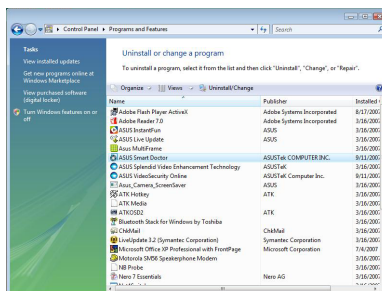 Control Panel ▸ Programs and Features
Search
Tasks
View installed updates
Get new programs online at
Windows Marketplace
View purchased software
(digital locker)
Turn Windows features on or
off
Uninstall or change a program
To uninstall a program, select it from the list and then click "Uninstall", "Change", or "Repair".
Organize Views Uninstall/Change
Name Publisher Installed
Adobe Flash Player ActiveX Adobe Systems Incorporated 8/17/2007
Adobe Reader 7.0 Adobe Systems Incorporated 3/16/2007
ASUS InstantFun ASUS 3/16/2007
ASUS Live Update ASUS 3/16/2007
Asus MultiFrame 3/16/2007
ASUS Smart Doctor ASUSTeK COMPUTER INC. 9/11/2007
ASUS Splendid Video Enhancement Technology ASUSTeK 3/16/2007
ASUS VideoSecurity Online ASUSTeK Computer Inc. 9/11/2007
Asus_Camera_ScreenSaver ASUS 3/16/2007
ATK Hotkey ATK 3/16/2007
ATK Media 3/16/2007
ATKOSD2 ATK 3/16/2007
Bluetooth Stack for Windows by Toshiba 3/16/2007
ChkMail ChkMail 3/16/2007
LiveUpdate 3.2 (Symantec Corporation) Symantec Corporation 3/16/2007
Microsoft Office XP Professional with FrontPage Microsoft Corporation 7/4/2007
Motorola SM56 Speakerphone Modem 3/16/2007
NB Probe 3/16/2007
Nero 7 Essentials Nero AG 3/16/2007